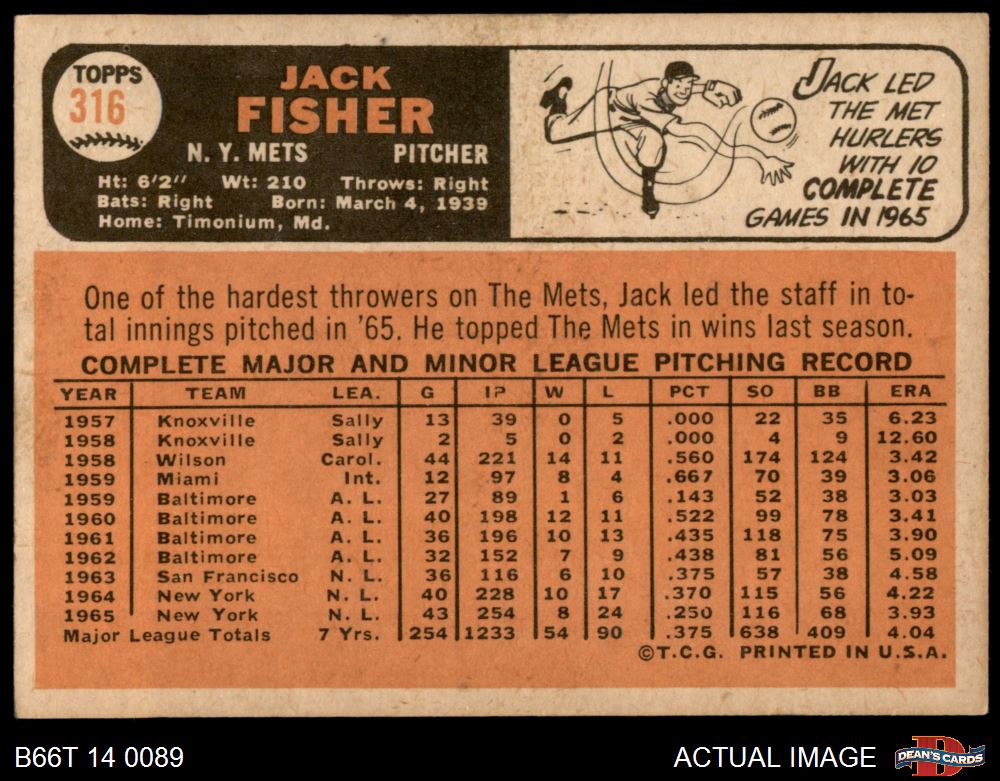 TOPPS
316
JACK
FISHER
N. Y. METS PITCHER
Ht: 6'2" Wt: 210 Throws: Right
Bats: Right Born: March 4, 1939
Home: Timonium, Md.
JACK LED
THE MET
HURLERS
WITH 10
COMPLETE
GAMES IN 1965
One of the hardest throwers on The Mets, Jack led the staff in to-
tal innings pitched in '65. He topped The Mets in wins last season.
COMPLETE MAJOR AND MINOR LEAGUE PITCHING RECORD
YEAR TEAM LEA. G IP W L PCT SO BB ERA
1957 Knoxville Sally 13 39 0 5 .000 22 35 6.23
1958 Knoxville Sally 2 5 0 2 .000 4 9 12.60
1958 Wilson Carol. 44 221 14 11 .560 174 124 3.42
1959 Miami Int. 12 97 8 4 .667 70 39 3.06
1959 Baltimore A. L. 27 89 1 6 .143 52 38 3.03
1960 Baltimore A. L. 40 198 12 11 .522 99 78 3.41
1961 Baltimore A. L. 36 196 10 13 .435 118 75 3.90
1962 Baltimore A. L. 32 152 7 9 .438 81 56 5.09
1963 San Francisco N. L. 36 116 6 10 .375 57 38 4.58
1964 New York N. L. 40 228 10 17 .370 115 56 4.22
1965 New York N. L. 43 254 8 24 .250 116 68 3.93
Major League Totals 7 Yrs. 254 1233 54 90 .375 638 409 4.04
©T.C.G. PRINTED IN U.S.A.
B66T 14 0089 ACTUAL IMAGE DEAN'S CARDS